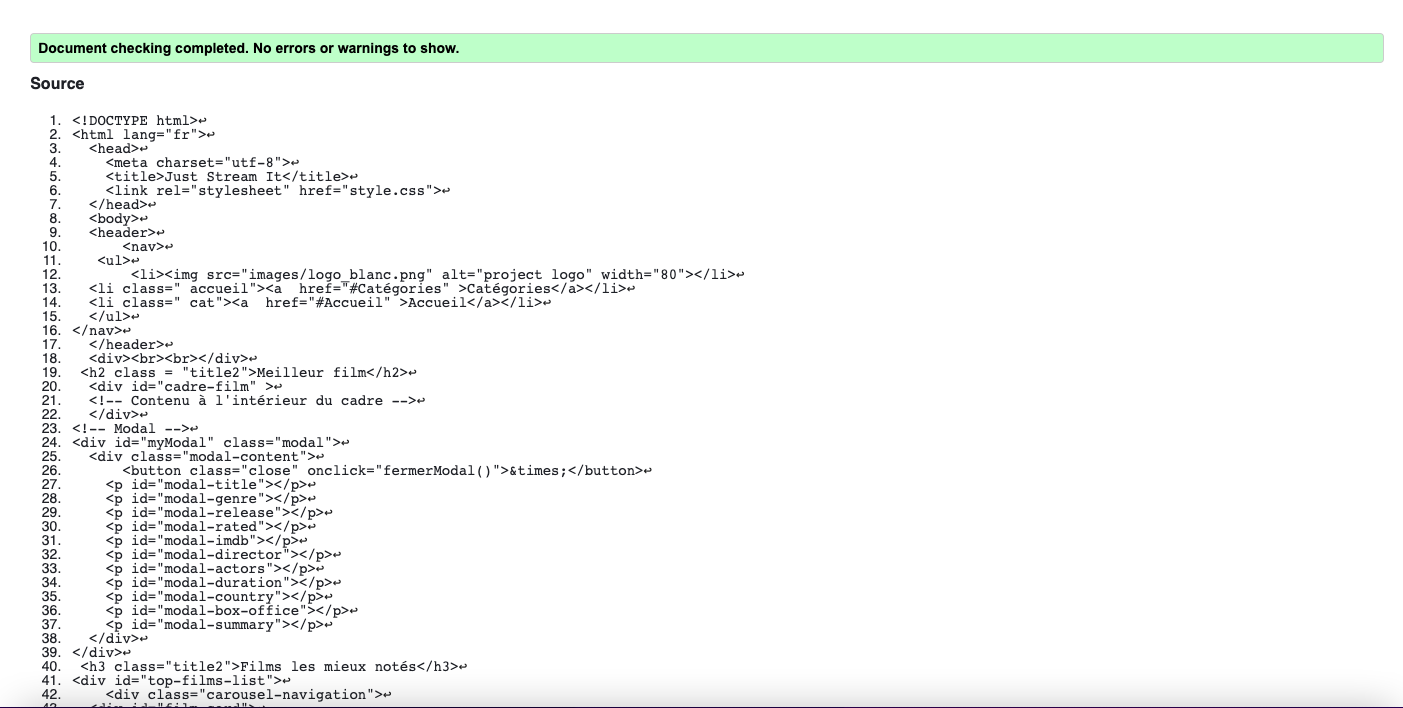 Document checking completed. No errors or warnings to show.
Source
1. <!DOCTYPE html>↩
2. <html lang="fr">↩
3. <head>↩
4. <meta charset="utf-8">↩
5. <title>Just Stream It</title>↩
6. <link rel="stylesheet" href="style.css">↩
7. </head>↩
8. <body>↩
9. <header>↩
10. <nav>↩
11. <ul>↩
12. <li><img src="images/logo_blanc.png" alt="project logo" width="80"></li>↩
13. <li class=" accueil"><a  href="#Catégories" >Catégories</a></li>↩
14. <li class=" cat"><a  href="#Accueil" >Accueil</a></li>↩
15. </ul>↩
16. </nav>↩
17. </header>↩
18. <div><br><br></div>↩
19. <h2 class = "title2">Meilleur film</h2>↩
20. <div id="cadre-film" >↩
21. <!-- Contenu à l'intérieur du cadre -->↩
22. </div>↩
23. <!-- Modal -->↩
24. <div id="myModal" class="modal">↩
25. <div class="modal-content">↩
26. <button class="close" onclick="fermerModal()">&times;</button>↩
27. <p id="modal-title"></p>↩
28. <p id="modal-genre"></p>↩
29. <p id="modal-release"></p>↩
30. <p id="modal-rated"></p>↩
31. <p id="modal-imdb"></p>↩
32. <p id="modal-director"></p>↩
33. <p id="modal-actors"></p>↩
34. <p id="modal-duration"></p>↩
35. <p id="modal-country"></p>↩
36. <p id="modal-box-office"></p>↩
37. <p id="modal-summary"></p>↩
38. </div>↩
39. </div>↩
40. <h3 class="title2">Films les mieux notés</h3>↩
41. <div id="top-films-list">↩
42. <div class="carousel-navigation">↩